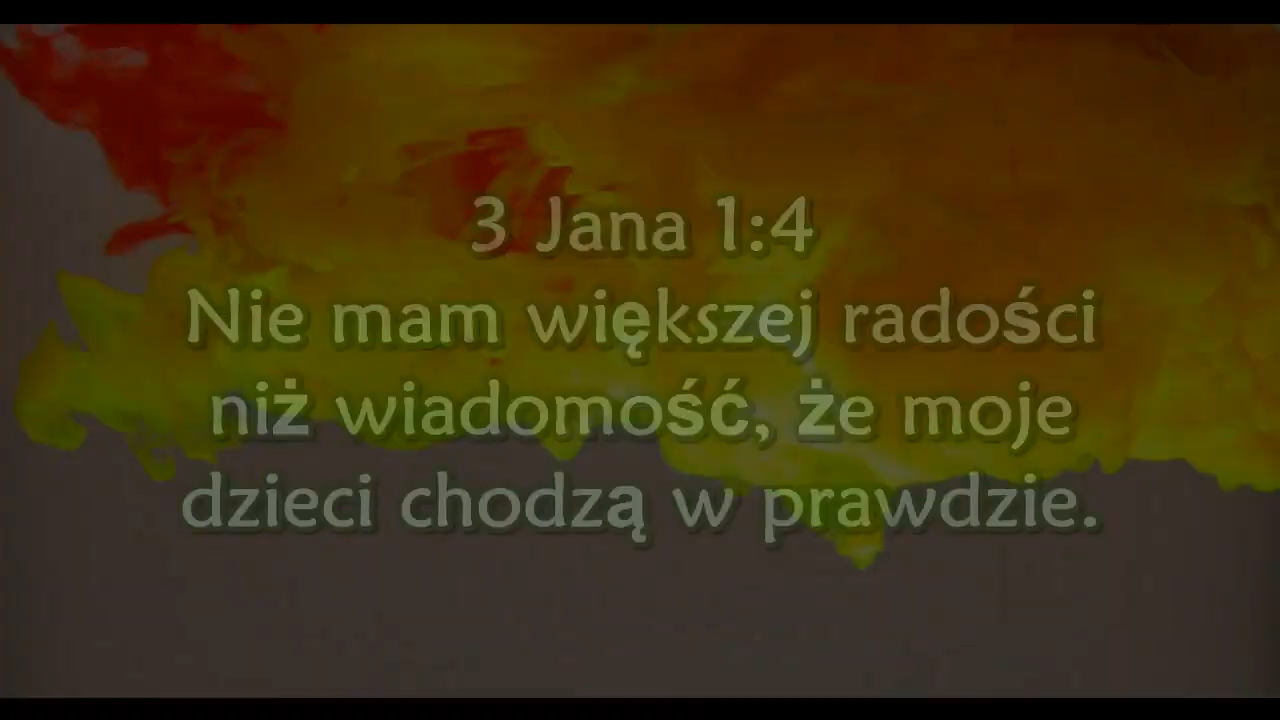 3 Jana 1:4
Nie mam większej radości
niż wiadomość, że moje
dzieci chodzą w prawdzie.